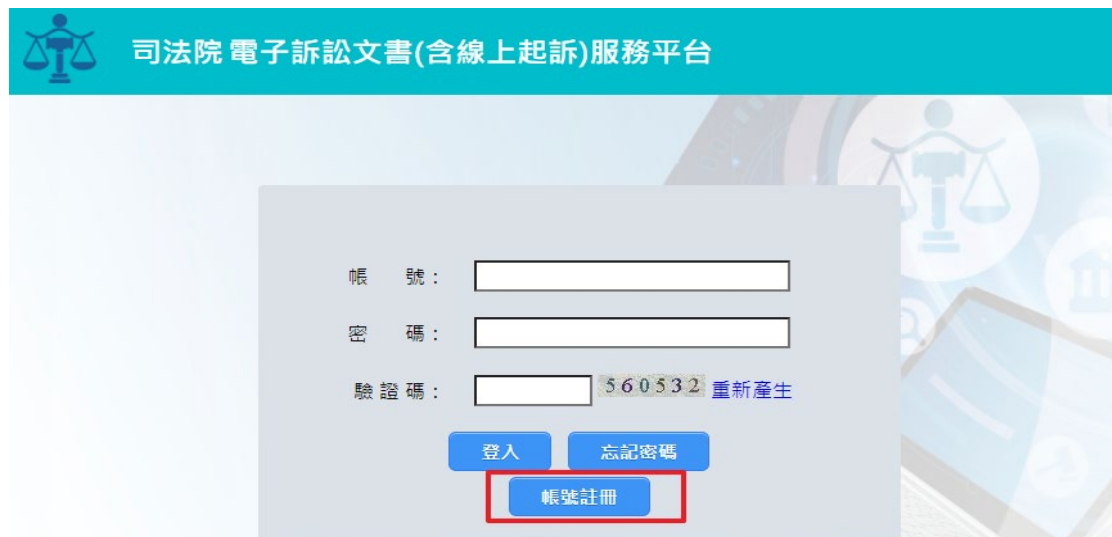 司法院 電子訴訟文書(含線上起訴)服務平台
帳 號：
密 碼：
驗 證 碼： 560532 重新產生
登入 忘記密碼
帳號註冊